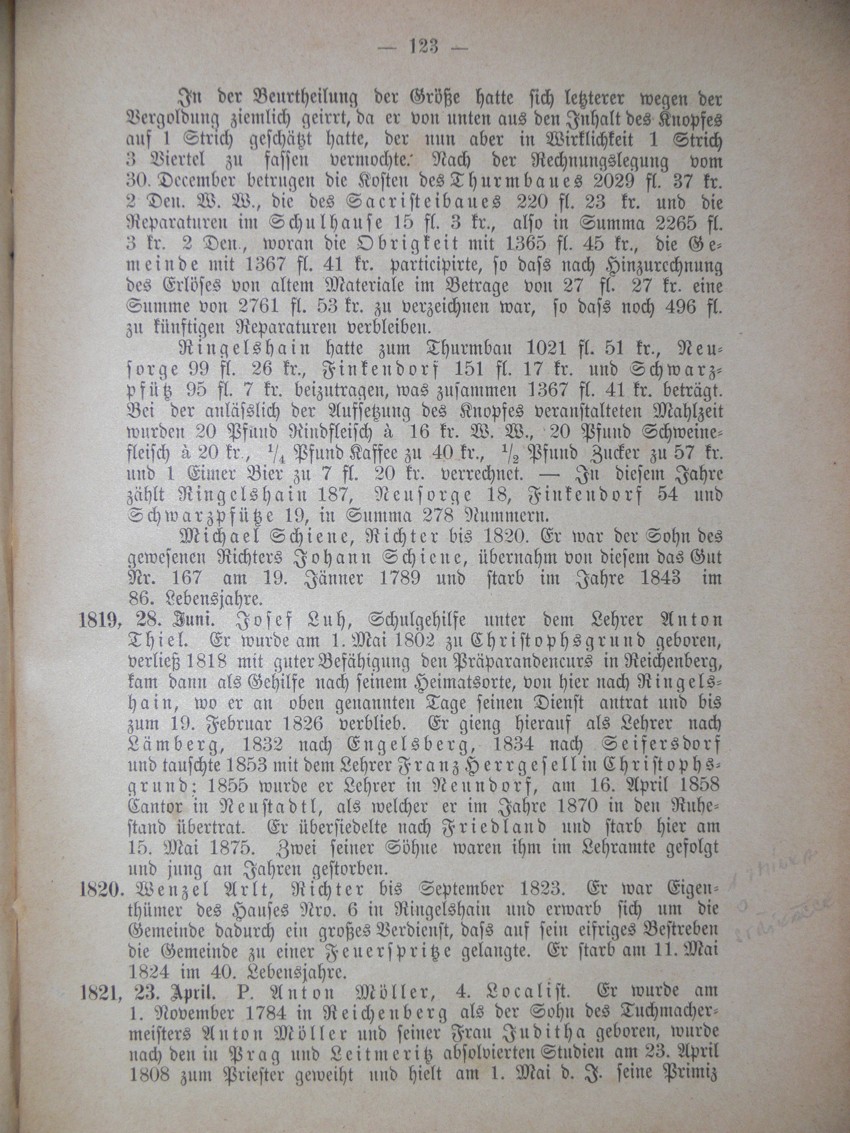 — 123 —
In der Beurtheilung der Größe hatte sich letzterer wegen der
Vergoldung ziemlich geirrt, da er von unten aus den Inhalt des Knopfes
auf 1 Strich geschätzt hatte, der nun aber in Wirklichkeit 1 Strich
3 Viertel zu fassen vermochte. Nach der Rechnungslegung vom
30. December betrugen die Kosten des Thurmbaues 2029 fl. 37 kr.
2 Den. W. W., die des Sacristeibaues 220 fl. 23 kr. und die
Reparaturen im Schulhause 15 fl. 3 kr., also in Summa 2265 fl.
3 kr. 2 Den., woran die Obrigkeit mit 1365 fl. 45 kr., die Ge-
meinde mit 1367 fl. 41 kr. participirte, so dass nach Hinzurechnung
des Erlöses von altem Materiale im Betrage von 27 fl. 27 kr. eine
Summe von 2761 fl. 53 kr. zu verzeichnen war, so dass noch 496 fl.
zu künftigen Reparaturen verbleiben.
Ringelshain hatte zum Thurmbau 1021 fl. 51 kr., Neu-
sorge 99 fl. 26 kr., Finkendorf 151 fl. 17 kr. und Schwarz-
pfütz 95 fl. 7 kr. beizutragen, was zusammen 1367 fl. 41 kr. beträgt.
Bei der anläßlich der Aufsetzung des Knopfes veranstalteten Mahlzeit
wurden 20 Pfund Rindfleisch à 16 kr. W. W., 20 Pfund Schweine-
fleisch à 20 kr., 1/4 Pfund Kaffee zu 40 kr., 1/2 Pfund Zucker zu 57 kr.
und 1 Eimer Bier zu 7 fl. 20 kr. verrechnet. — In diesem Jahre
zählt Ringelshain 187, Neusorge 18, Finkendorf 54 und
Schwarzpfütze 19, in Summa 278 Nummern.
Michael Schiene, Richter bis 1820. Er war der Sohn des
gewesenen Richters Johann Schiene, übernahm von diesem das Gut
Nr. 167 am 19. Jänner 1789 und starb im Jahre 1843 im
86. Lebensjahre.
1819, 28. Juni. Josef Luh, Schulgehilfe unter dem Lehrer Anton
Thiel. Er wurde am 1. Mai 1802 zu Christophsgrund geboren,
verließ 1818 mit guter Befähigung den Präparandencurs in Reichenberg,
kam dann als Gehilfe nach seinem Heimatsorte, von hier nach Ringels-
hain, wo er an oben genannten Tage seinen Dienst antrat und bis
zum 19. Februar 1826 verblieb. Er gieng hierauf als Lehrer nach
Lämberg, 1832 nach Engelsberg, 1834 nach Seifersdorf
und tauschte 1853 mit dem Lehrer Franz Herrgesell in Christophs-
grund; 1855 wurde er Lehrer in Neundorf, am 16. April 1858
Cantor in Neustadtl, als welcher er im Jahre 1870 in den Ruhe-
stand übertrat. Er übersiedelte nach Friedland und starb hier am
15. Mai 1875. Zwei seiner Söhne waren ihm im Lehramte gefolgt
und jung an Jahren gestorben.
1820. Wenzel Arlt, Richter bis September 1823. Er war Eigen-
thümer des Hauses Nro. 6 in Ringelshain und erwarb sich um die
Gemeinde dadurch ein großes Verdienst, dass auf sein eifriges Bestreben
die Gemeinde zu einer Feuerspritze gelangte. Er starb am 11. Mai
1824 im 40. Lebensjahre.
1821, 23. April. P. Anton Möller, 4. Localist. Er wurde am
1. November 1784 in Reichenberg als der Sohn des Tuchmacher-
meisters Anton Möller und seiner Frau Juditha geboren, wurde
nach den in Prag und Leitmeritz absolvierten Studien am 23. April
1808 zum Priester geweiht und hielt am 1. Mai d. J. seine Primiz